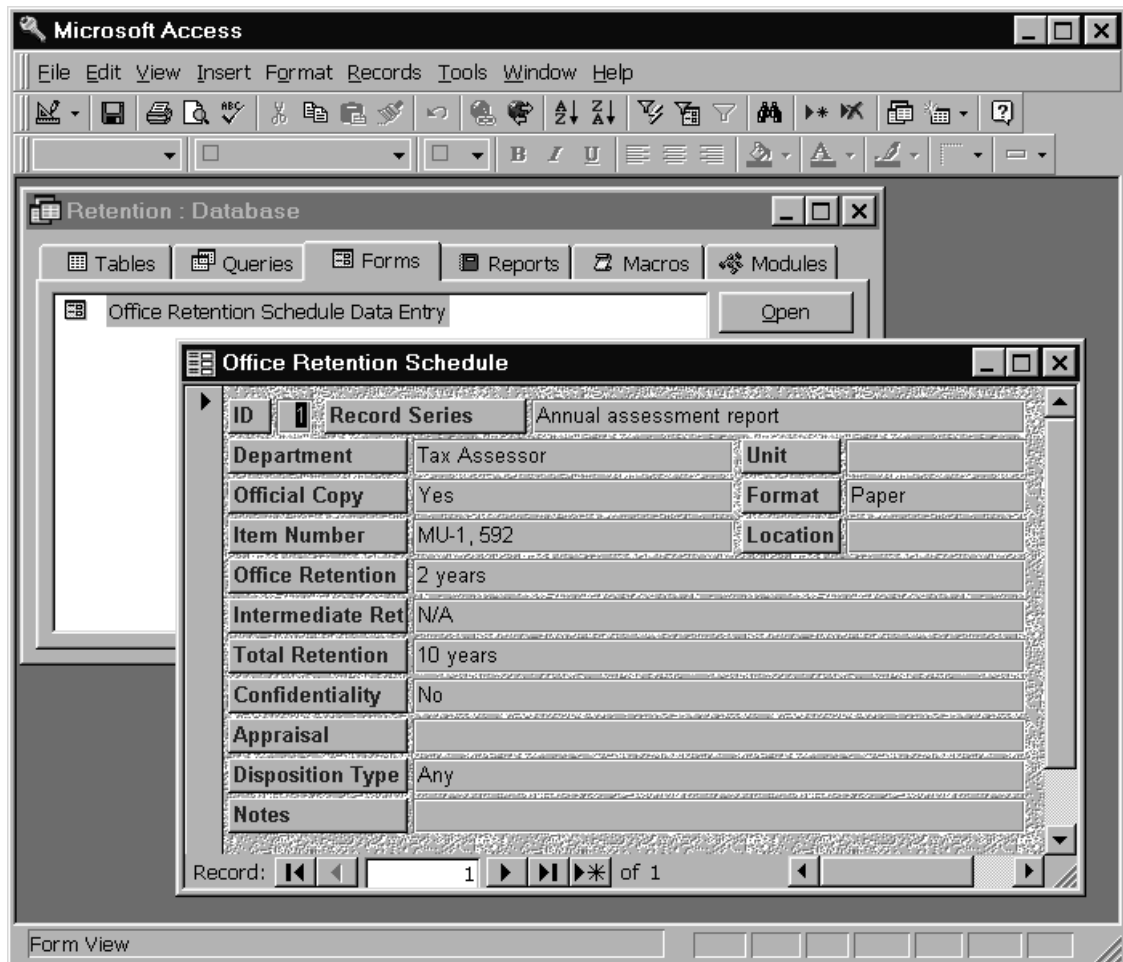 Microsoft Access
File Edit View Insert Format Records Tools Window Help
ABC
A Z Z A
B I U A
Retention : Database
Tables Queries Forms Reports Macros Modules
Office Retention Schedule Data Entry Open
Office Retention Schedule
ID 1 Record Series Annual assessment report
Department Tax Assessor Unit
Official Copy Yes Format Paper
Item Number MU-1, 592 Location
Office Retention 2 years
Intermediate Ret N/A
Total Retention 10 years
Confidentiality No
Appraisal
Disposition Type Any
Notes
Record: 1 of 1
Form View